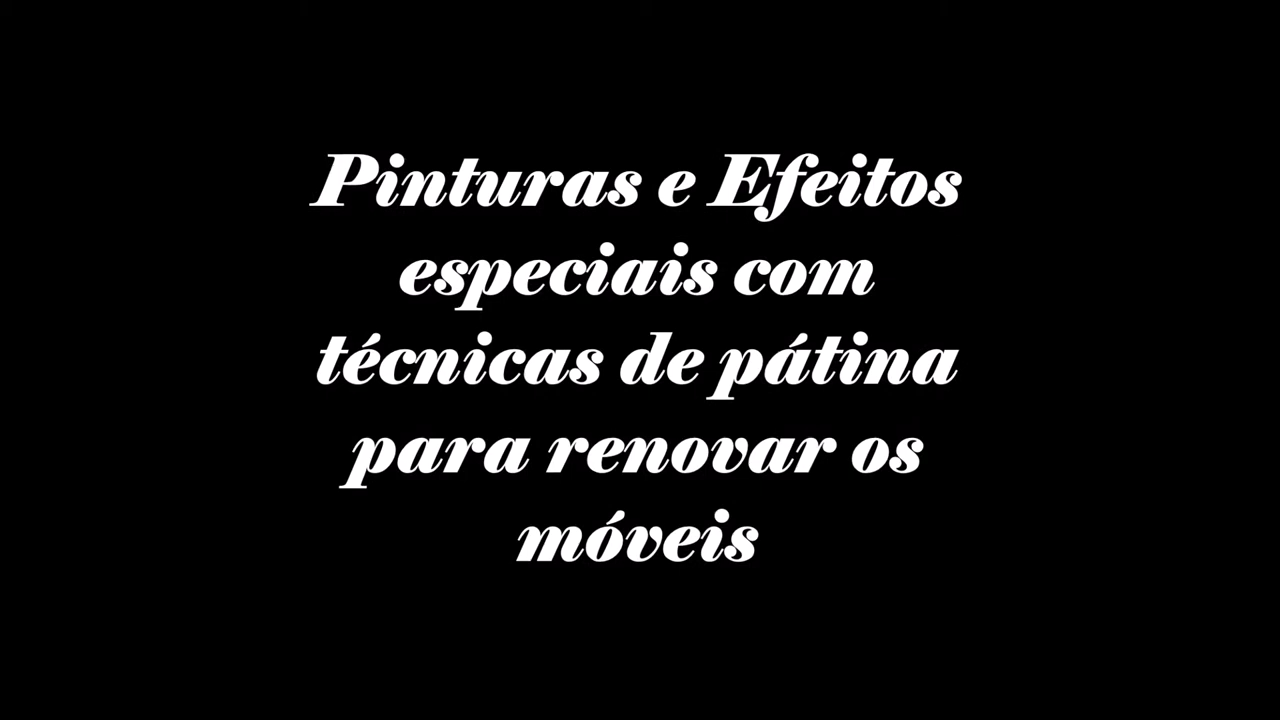 Pinturas e Efeitos
especiais com
técnicas de pátina
para renovar os
móveis